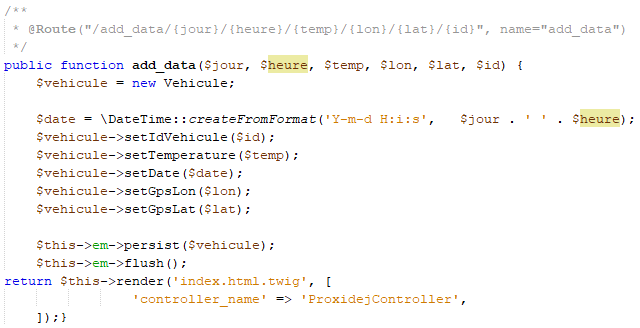 /**
 * @Route("/add_data/{jour}/{heure}/{temp}/{lon}/{lat}/{id}", name="add_data")
 */
public function add_data($jour, $heure, $temp, $lon, $lat, $id) {
    $vehicule = new Vehicule;

    $date = \DateTime::createFromFormat('Y-m-d H:i:s',   $jour . ' ' . $heure);
    $vehicule->setIdVehicule($id);
    $vehicule->setTemperature($temp);
    $vehicule->setDate($date);
    $vehicule->setGpsLon($lon);
    $vehicule->setGpsLat($lat);

    $this->em->persist($vehicule);
    $this->em->flush();
return $this->render('index.html.twig', [
                'controller_name' => 'ProxidejController',
    ]);}